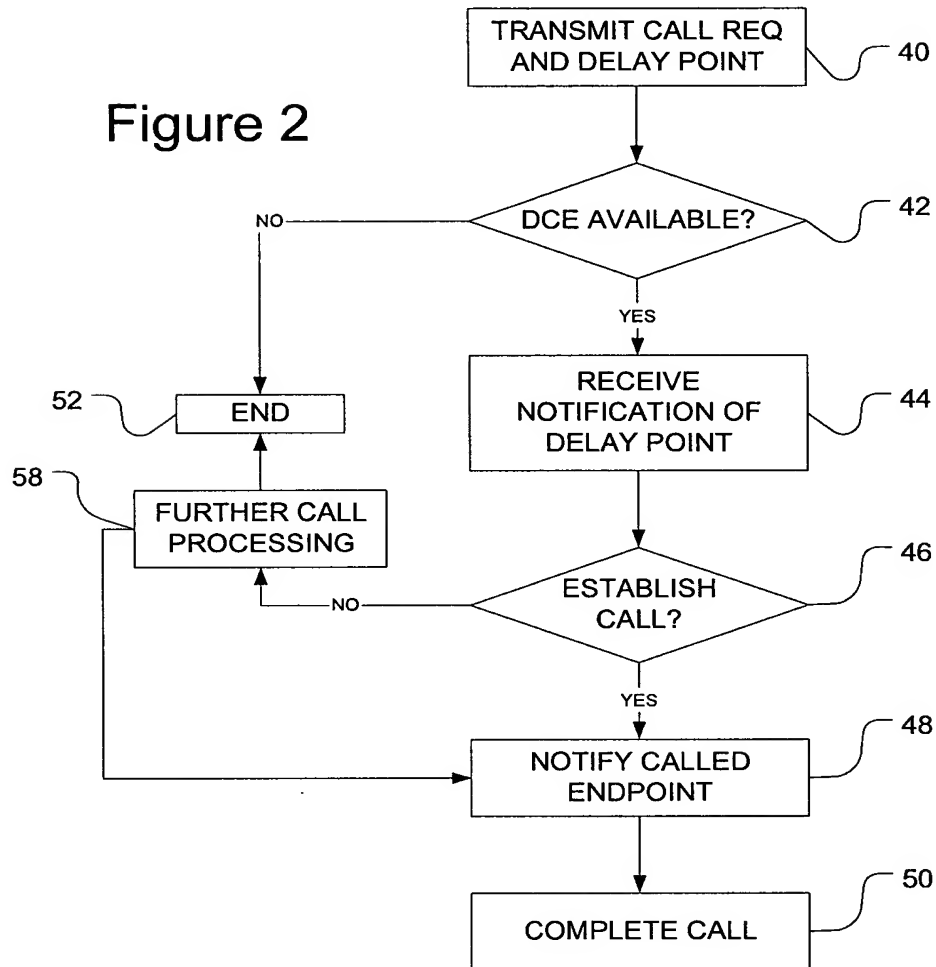 TRANSMIT CALL REQ
AND DELAY POINT
40
Figure 2
DCE AVAILABLE?
42
NO
YES
RECEIVE
NOTIFICATION OF
DELAY POINT
44
52
END
58
FURTHER CALL
PROCESSING
ESTABLISH
CALL?
46
NO
YES
NOTIFY CALLED
ENDPOINT
48
COMPLETE CALL
50